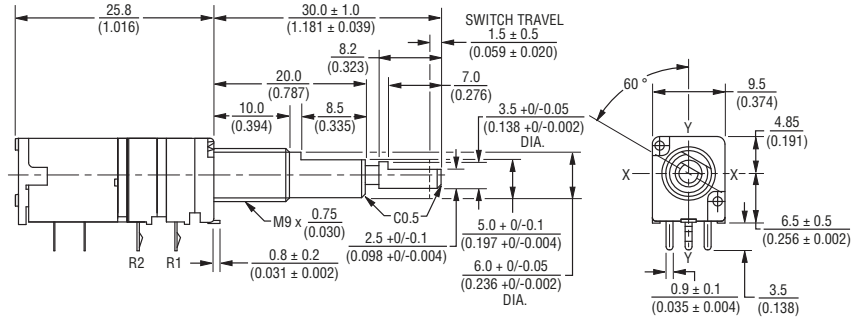 25.8
(1.016)
30.0 ± 1.0
(1.181 ± 0.039)
SWITCH TRAVEL
1.5 ± 0.5
(0.059 ± 0.020)
8.2
(0.323)
20.0
(0.787)
7.0
(0.276)
10.0
(0.394)
8.5
(0.335)
3.5 +0/-0.05
(0.138 +0/-0.002)
DIA.
60 °
9.5
(0.374)
4.85
(0.191)
Y
X
X
Y
M9 x 0.75
(0.030)
C0.5
R2
R1
0.8 ± 0.2
(0.031 ± 0.002)
2.5 +0/-0.1
(0.098 +0/-0.004)
5.0 + 0/-0.1
(0.197 +0/-0.004)
6.0 + 0/-0.05
(0.236 +0/-0.002)
DIA.
6.5 ± 0.5
(0.256 ± 0.002)
0.9 ± 0.1
(0.035 ± 0.004)
3.5
(0.138)